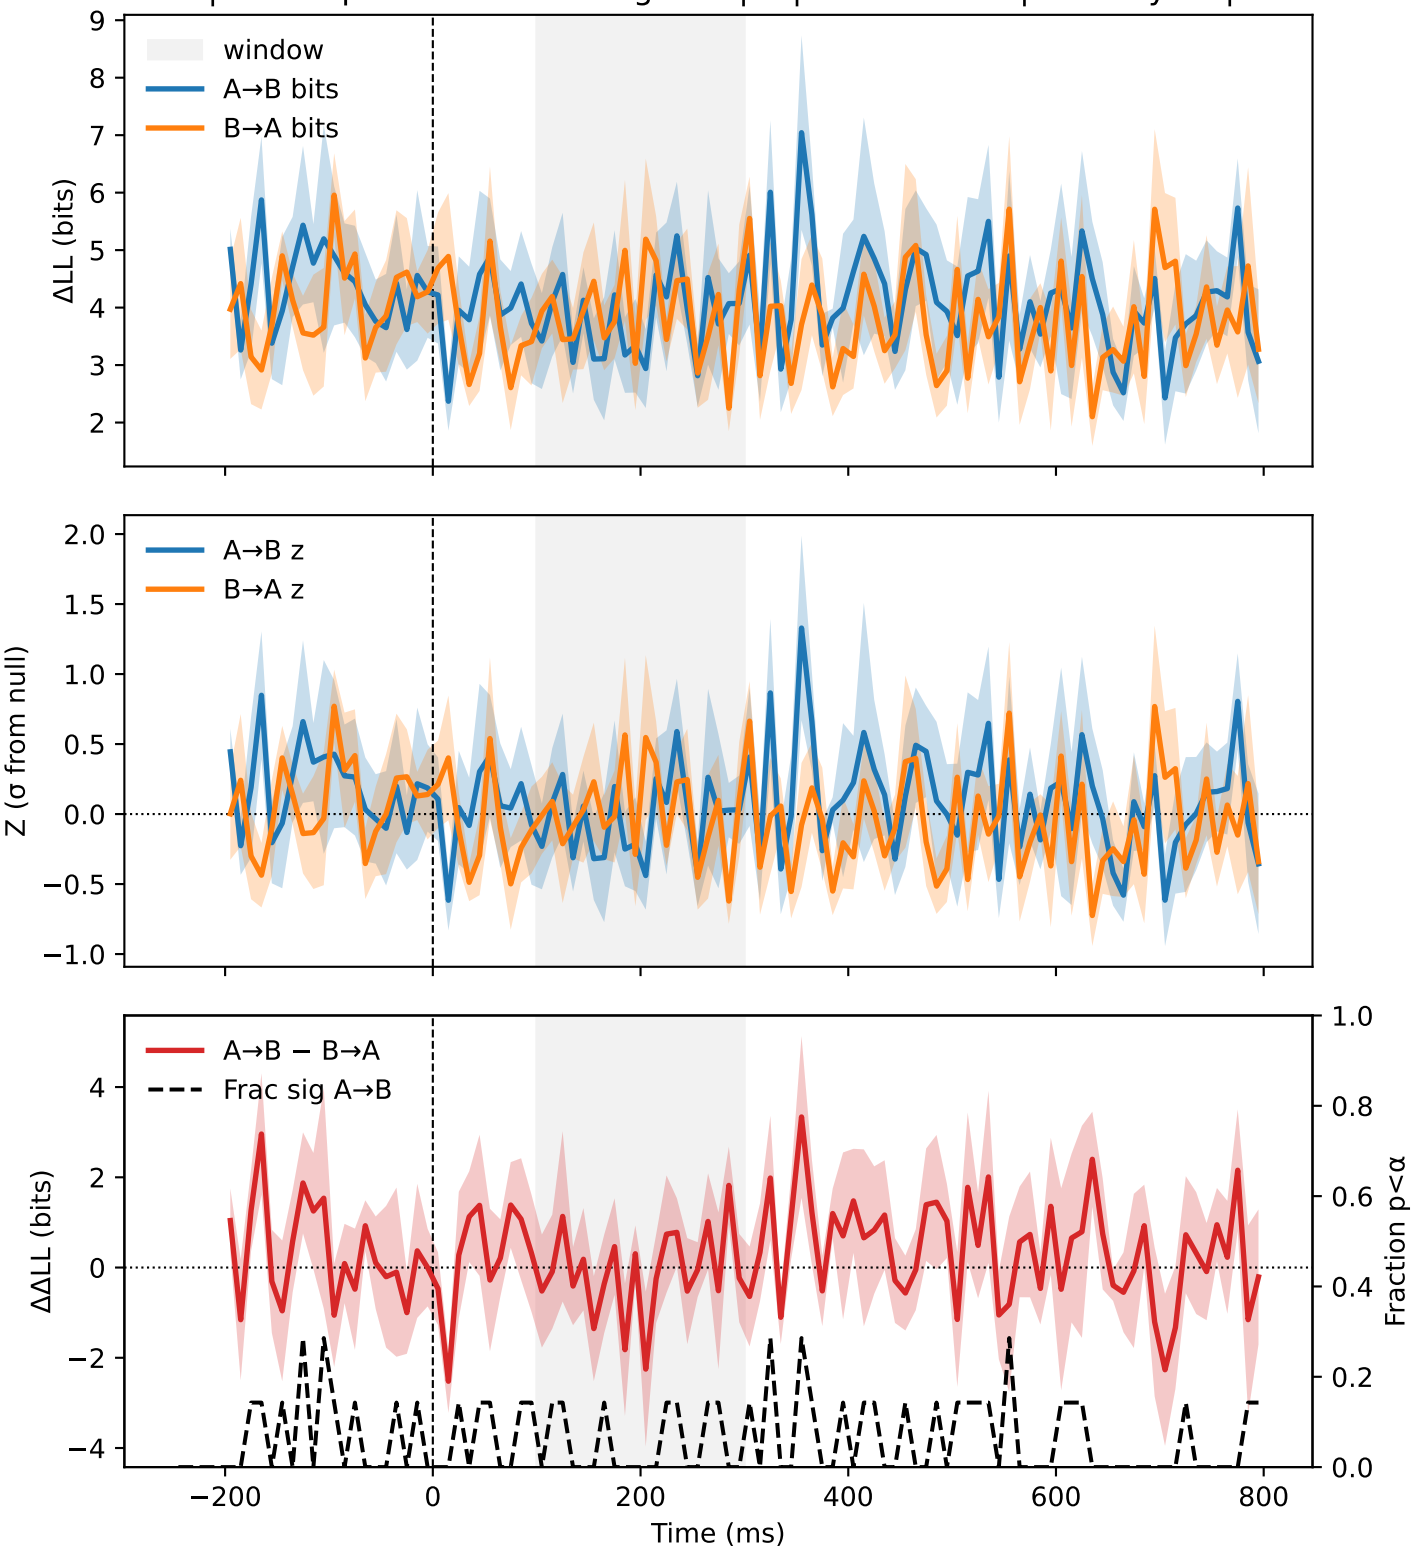 9
8
7
6
5
4
3
2
ΔLL (bits)
window
A→B bits
B→A bits
2.0
1.5
1.0
0.5
0.0
−0.5
−1.0
Z (σ from null)
A→B z
B→A z
4
2
0
−2
−4
ΔΔLL (bits)
A→B − B→A
Frac sig A→B
1.0
0.8
0.6
0.4
0.2
0.0
Fraction p<α
−200
0
200
400
600
800
Time (ms)